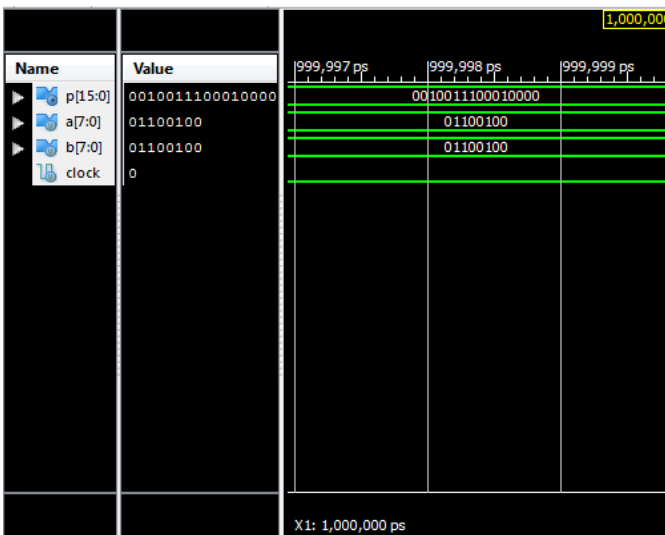 1,000,00
Name Value 999,997 ps 999,998 ps 999,999 ps
p[15:0] 0010011100010000 0010011100010000
a[7:0] 01100100 01100100
b[7:0] 01100100 01100100
clock 0
X1: 1,000,000 ps